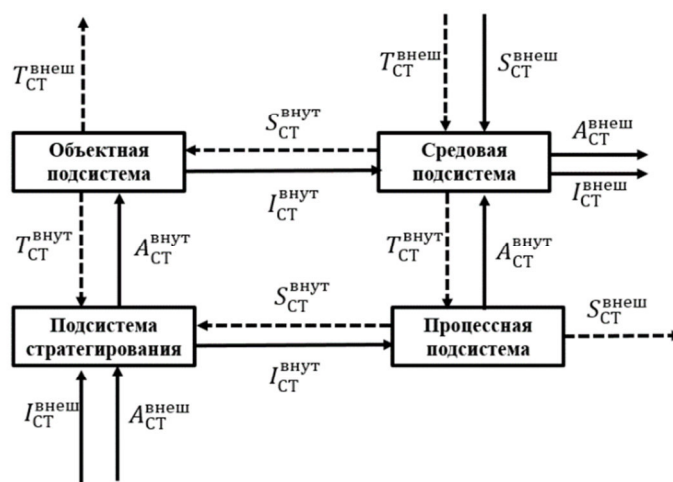 T_СТ^внеш
T_СТ^внеш
S_СТ^внеш
S_СТ^внут
A_СТ^внеш
Объектная
подсистема
Средовая
подсистема
I_СТ^внут
I_СТ^внеш
T_СТ^внут
A_СТ^внут
T_СТ^внут
A_СТ^внут
S_СТ^внут
S_СТ^внеш
Подсистема
стратегирования
Процессная
подсистема
I_СТ^внут
I_СТ^внеш
A_СТ^внеш